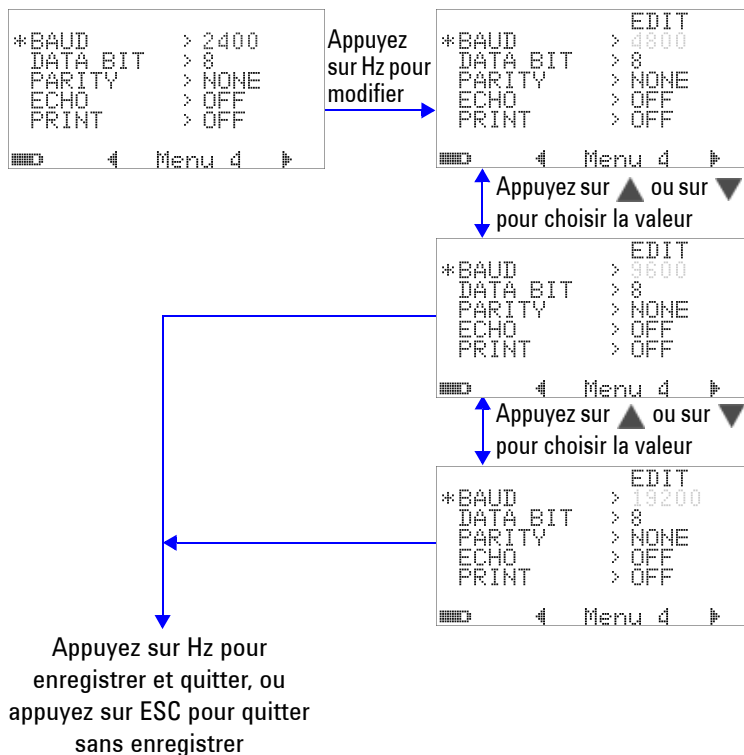 *BAUD > 2400
DATA BIT > 8
PARITY > NONE
ECHO > OFF
PRINT > OFF
Menu 4
Appuyez
sur Hz pour
modifier
EDIT
*BAUD > 4800
DATA BIT > 8
PARITY > NONE
ECHO > OFF
PRINT > OFF
Menu 4
Appuyez sur ▲ ou sur ▼
pour choisir la valeur
EDIT
*BAUD > 9600
DATA BIT > 8
PARITY > NONE
ECHO > OFF
PRINT > OFF
Menu 4
Appuyez sur ▲ ou sur ▼
pour choisir la valeur
EDIT
*BAUD > 19200
DATA BIT > 8
PARITY > NONE
ECHO > OFF
PRINT > OFF
Menu 4
Appuyez sur Hz pour
enregistrer et quitter, ou
appuyez sur ESC pour quitter
sans enregistrer